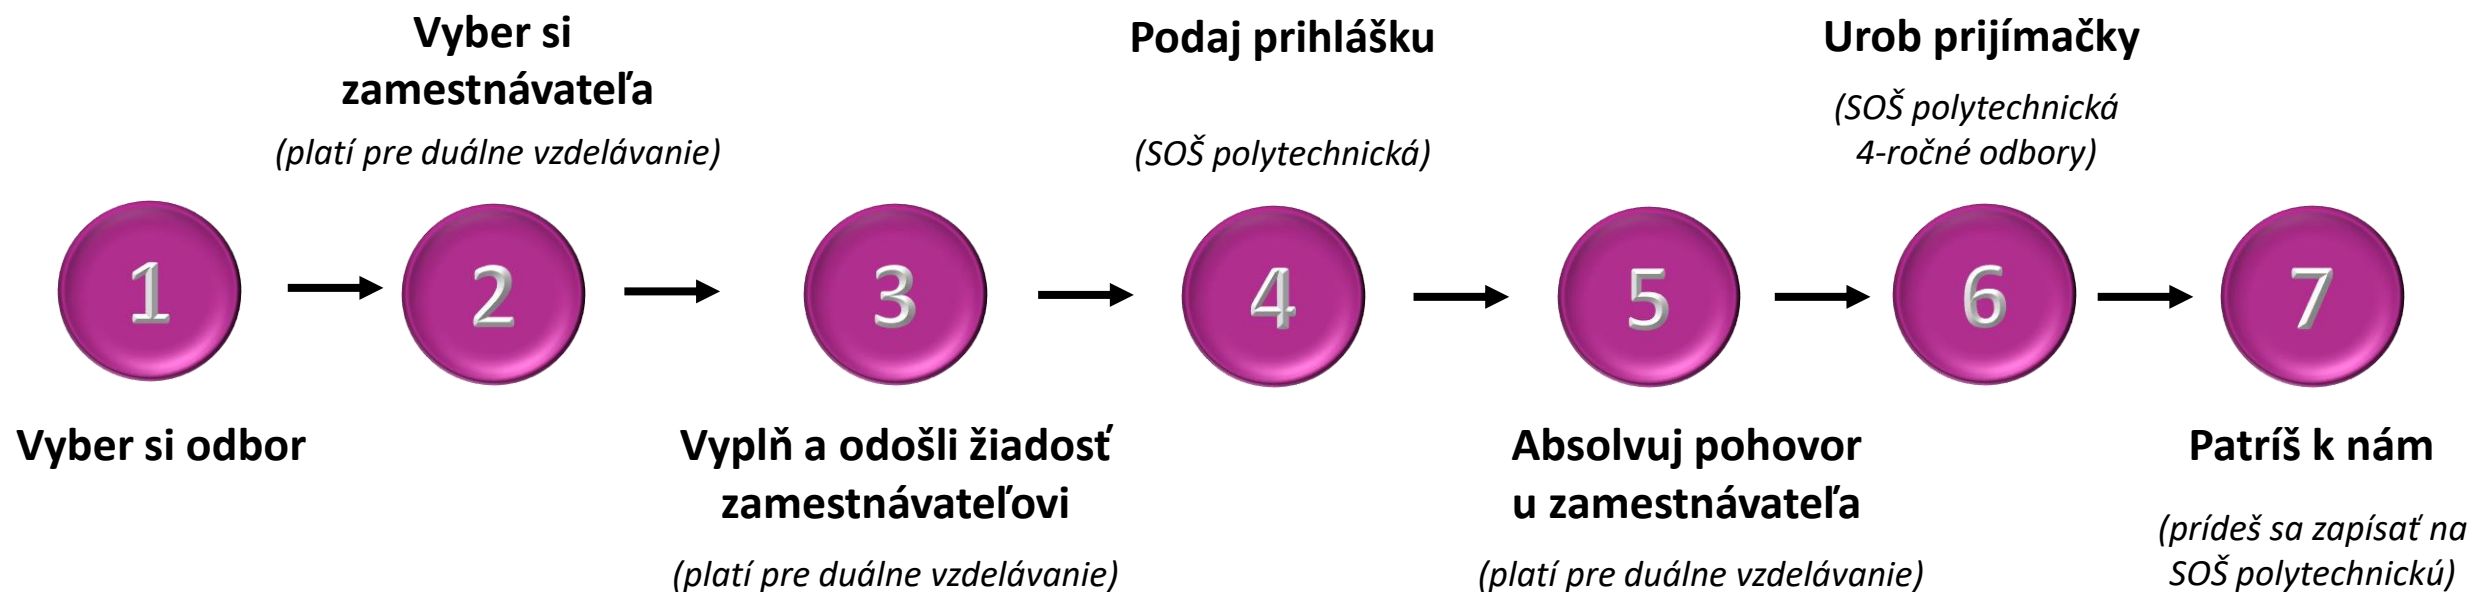 1
Vyber si odbor
2
Vyber si
zamestnávateľa
(platí pre duálne vzdelávanie)
3
Vyplň a odošli žiadosť
zamestnávateľovi
(platí pre duálne vzdelávanie)
4
Podaj prihlášku
(SOŠ polytechnická)
5
Absolvuj pohovor
u zamestnávateľa
(platí pre duálne vzdelávanie)
6
Urob prijímačky
(SOŠ polytechnická
4-ročné odbory)
7
Patríš k nám
(prídeš sa zapísať na
SOŠ polytechnickú)